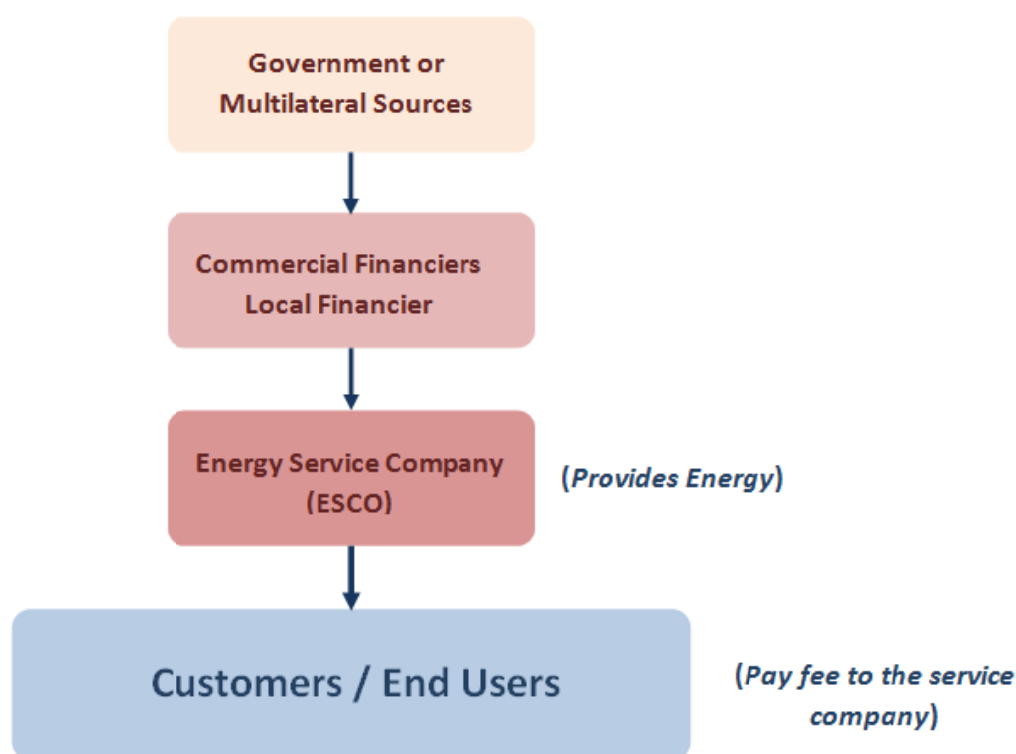 Government or
Multilateral Sources
Commercial Financiers
Local Financier
Energy Service Company
(ESCO)
(Provides Energy)
Customers / End Users
(Pay fee to the service
company)